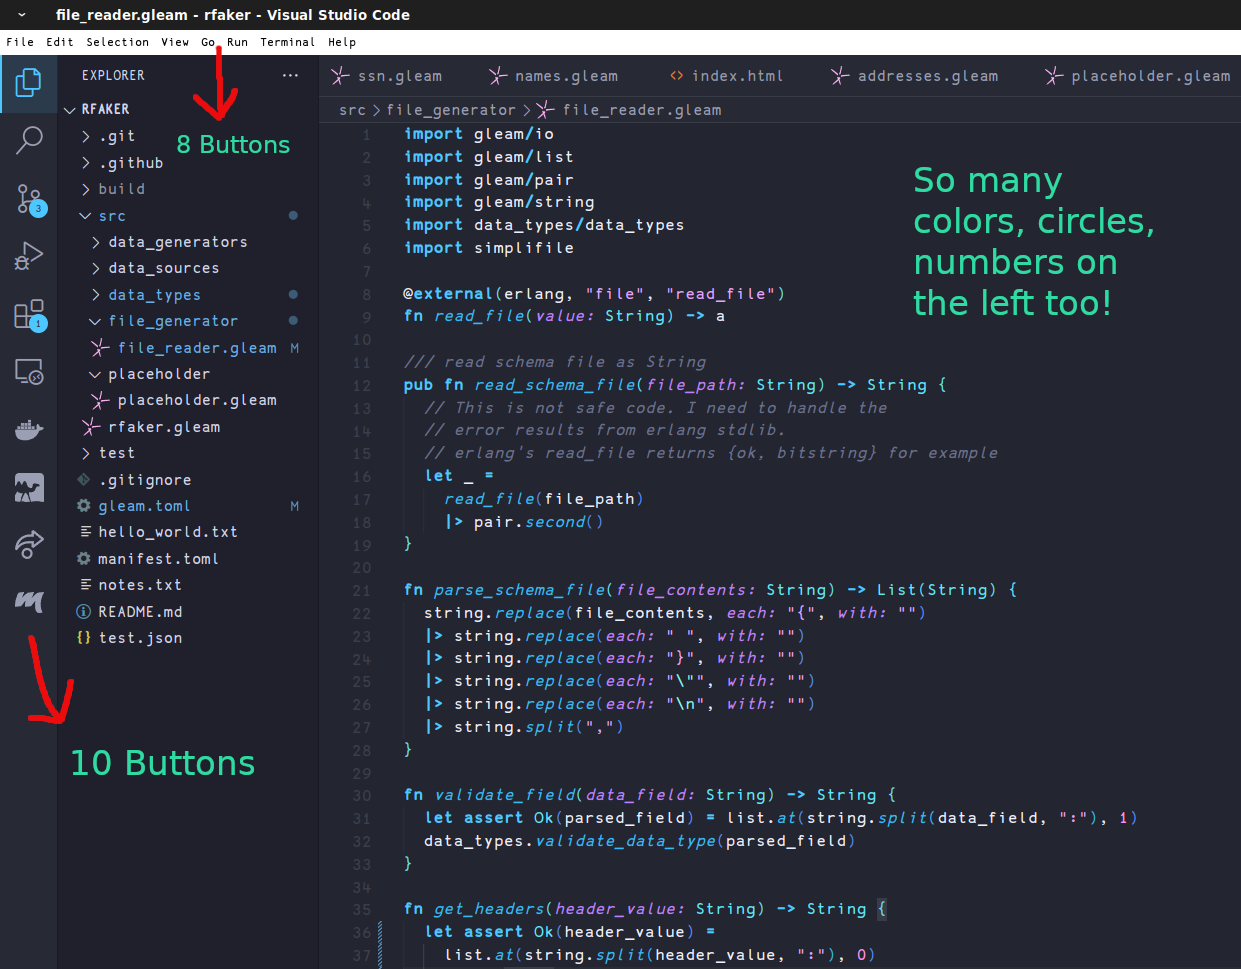 file_reader.gleam - rfaker - Visual Studio Code
File Edit Selection View Go Run Terminal Help
EXPLORER ···
RFAKER
.git
.github
build
src
data_generators
data_sources
data_types
file_generator
file_reader.gleam M
placeholder
placeholder.gleam
rfaker.gleam
test
.gitignore
gleam.toml M
hello_world.txt
manifest.toml
notes.txt
README.md
{} test.json
3
1
8 Buttons
10 Buttons
ssn.gleam names.gleam <> index.html addresses.gleam placeholder.gleam
src > file_generator > file_reader.gleam
1 import gleam/io
2 import gleam/list
3 import gleam/pair
4 import gleam/string
5 import data_types/data_types
6 import simplifile
7
8 @external(erlang, "file", "read_file")
9 fn read_file(value: String) -> a
10
11 /// read schema file as String
12 pub fn read_schema_file(file_path: String) -> String {
13 // This is not safe code. I need to handle the
14 // error results from erlang stdlib.
15 // erlang's read_file returns {ok, bitstring} for example
16 let _ =
17 read_file(file_path)
18 |> pair.second()
19 }
20
21 fn parse_schema_file(file_contents: String) -> List(String) {
22 string.replace(file_contents, each: "{", with: "")
23 |> string.replace(each: " ", with: "")
24 |> string.replace(each: "}", with: "")
25 |> string.replace(each: "\"", with: "")
26 |> string.replace(each: "\n", with: "")
27 |> string.split(",")
28 }
29
30 fn validate_field(data_field: String) -> String {
31 let assert Ok(parsed_field) = list.at(string.split(data_field, ":"), 1)
32 data_types.validate_data_type(parsed_field)
33 }
34
35 fn get_headers(header_value: String) -> String {
36 let assert Ok(header_value) =
37 list.at(string.split(header_value, ":"), 0)
So many
colors, circles,
numbers on
the left too!